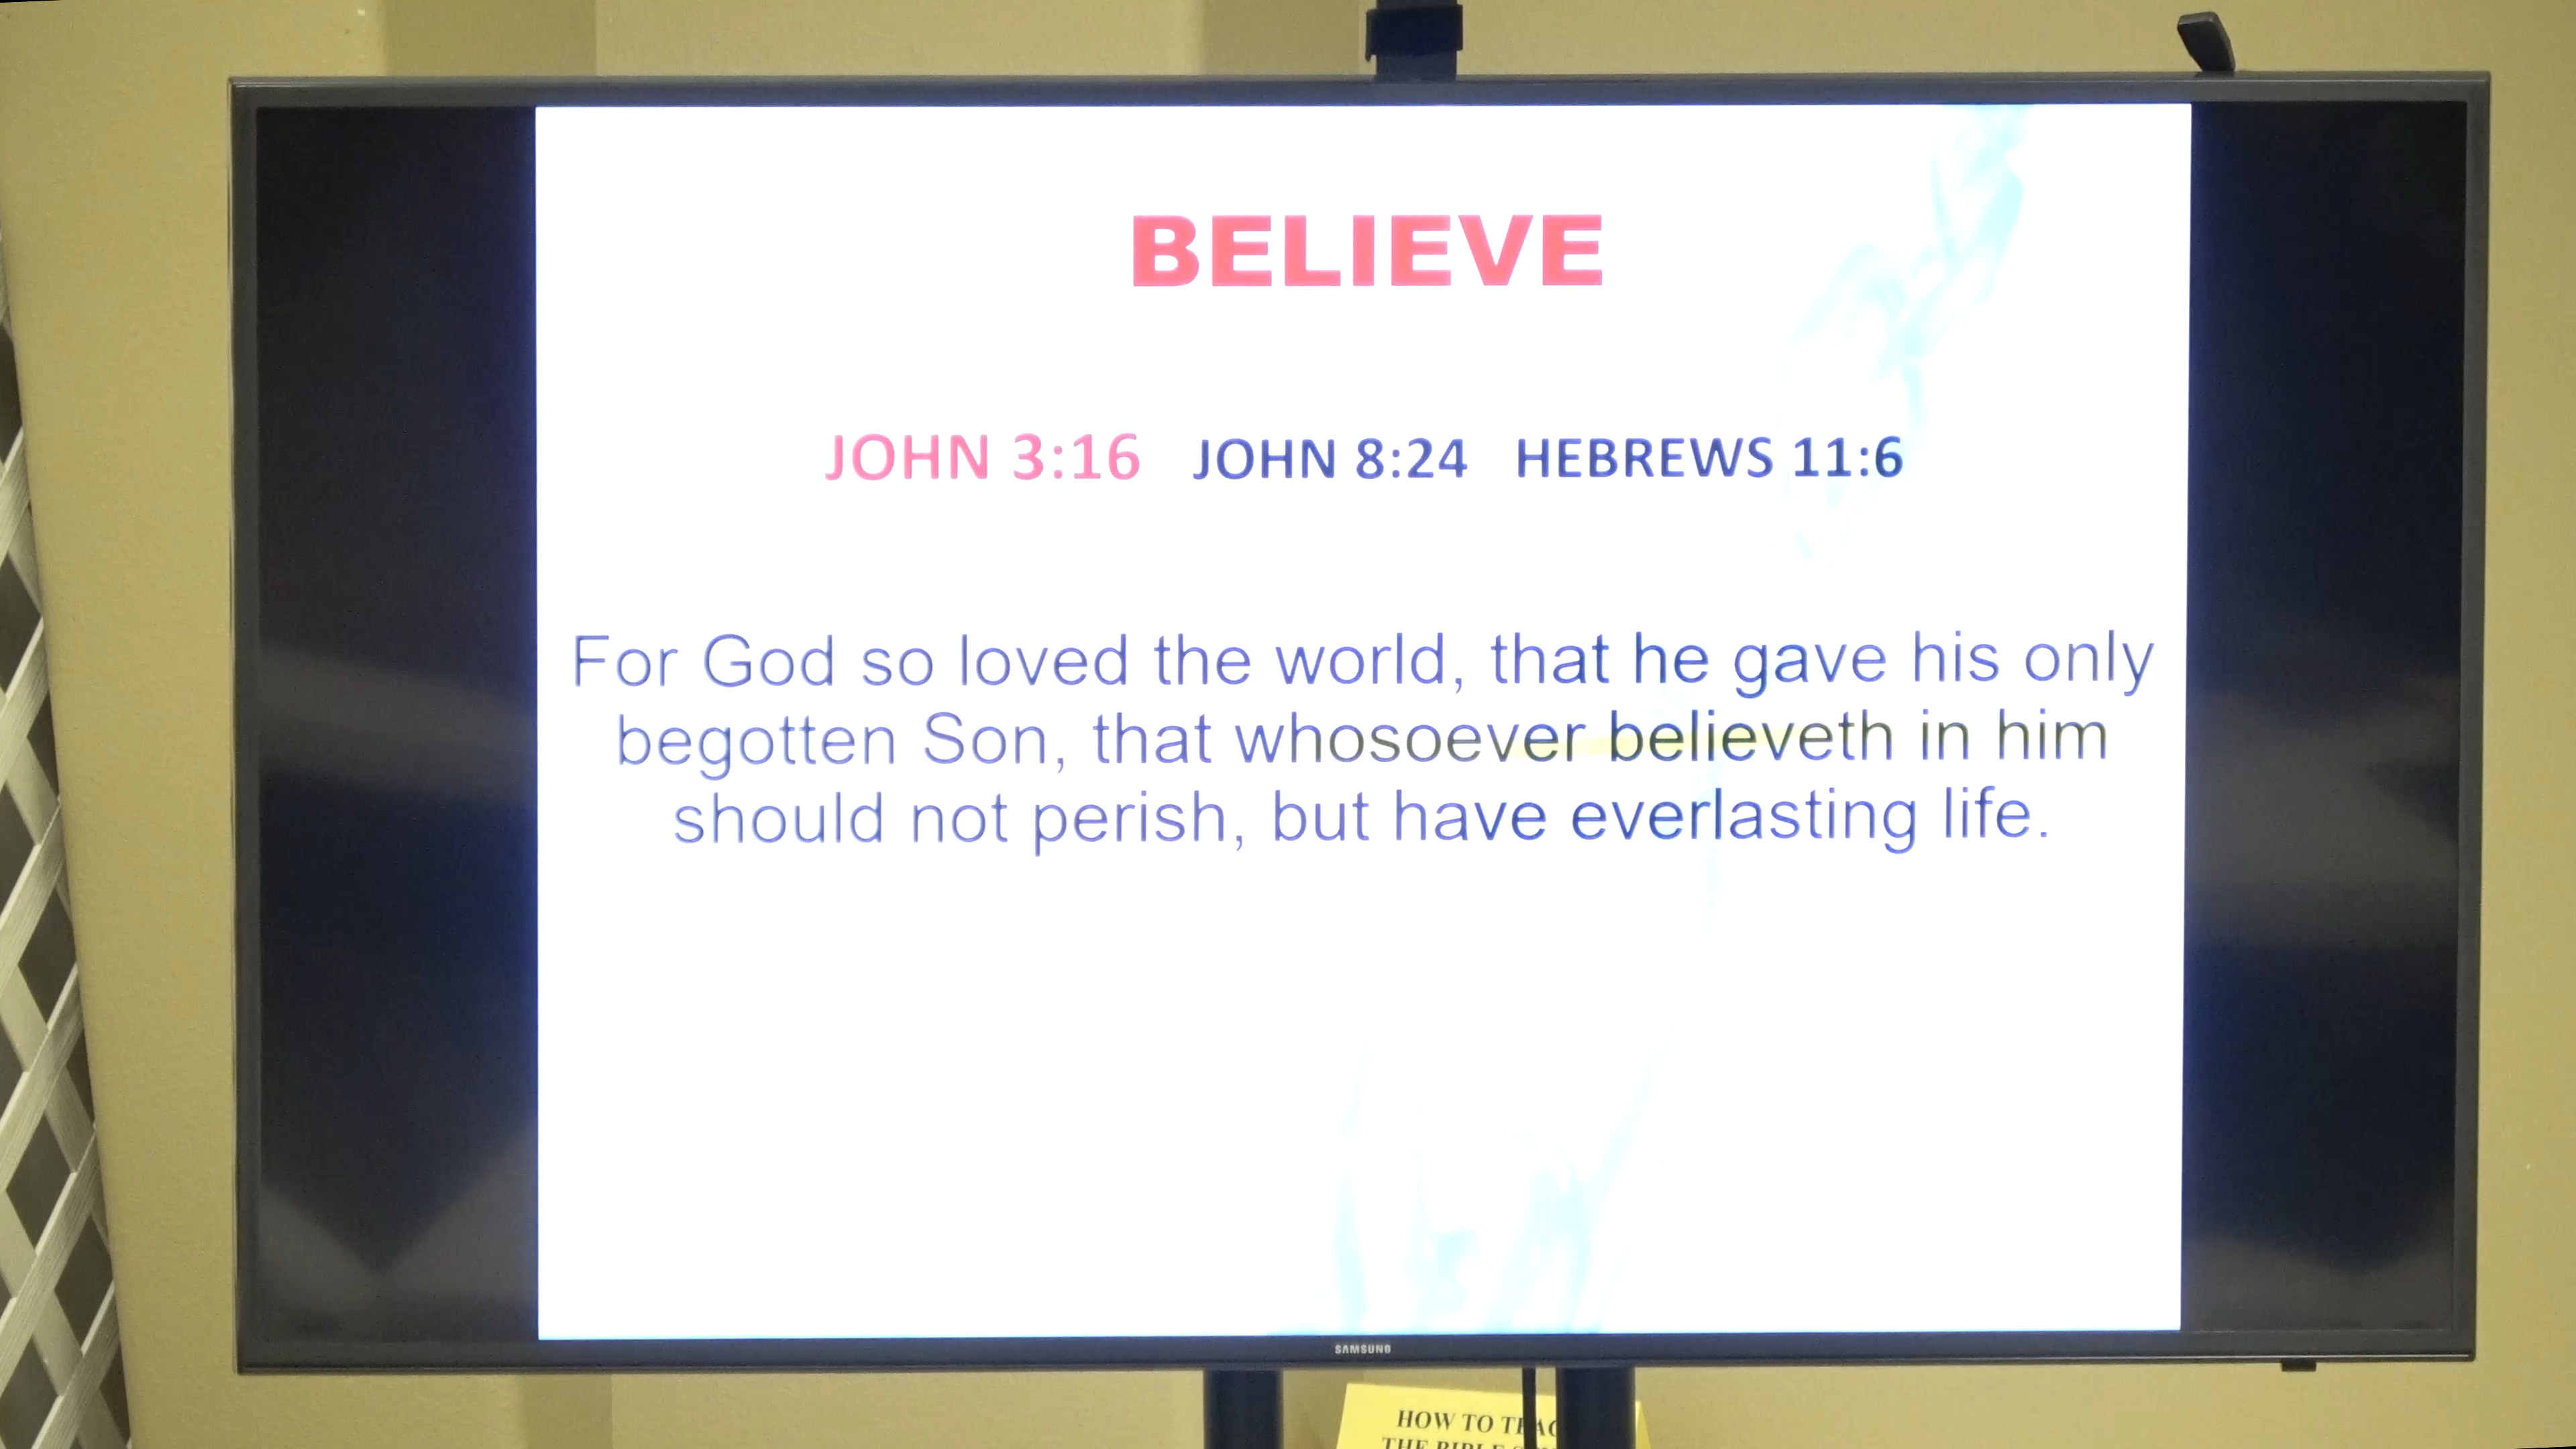 BELIEVE
JOHN 3:16 JOHN 8:24 HEBREWS 11:6
For God so loved the world, that he gave his only
begotten Son, that whosoever believeth in him
should not perish, but have everlasting life.
SAMSUNG
HOW TO
THE BIBLE